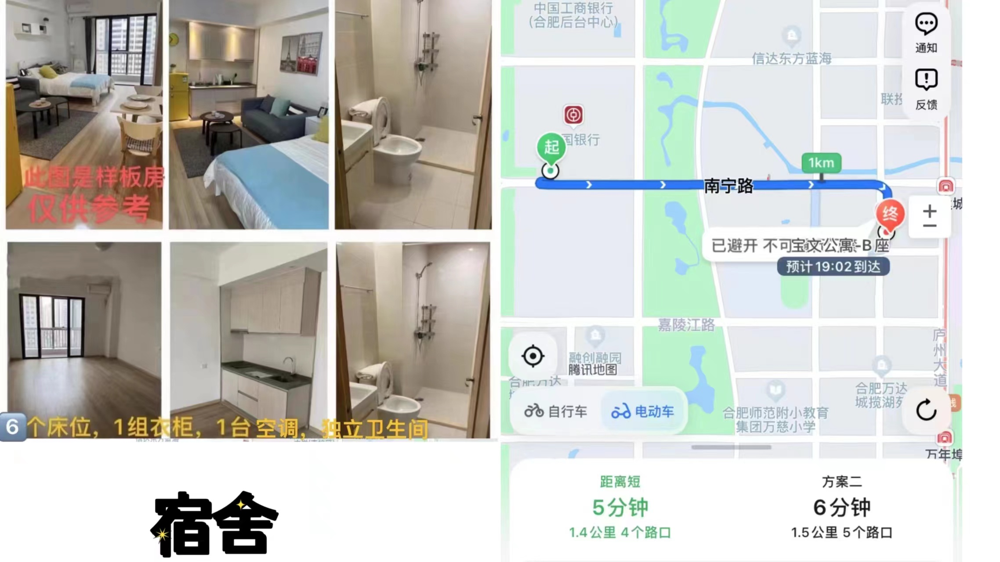 此图是样板房
仅供参考
6个床位，1组衣柜，1台空调，独立卫生间
宿舍
中国工商银行
(合肥后台中心)
信达东方蓝海
联投
通知
反馈
国银行
起
1km
南宁路
终
城
已避开 不可
宝文公寓-B座
预计19:02到达
嘉陵江路
庐州大道
融创融园
腾讯地图
合肥万达
合肥万达
城揽湖苑
线
自行车
电动车
合肥师范附小教育
集团万慈小学
万年埠
距离短
5分钟
1.4公里 4个路口
方案二
6分钟
1.5公里 5个路口